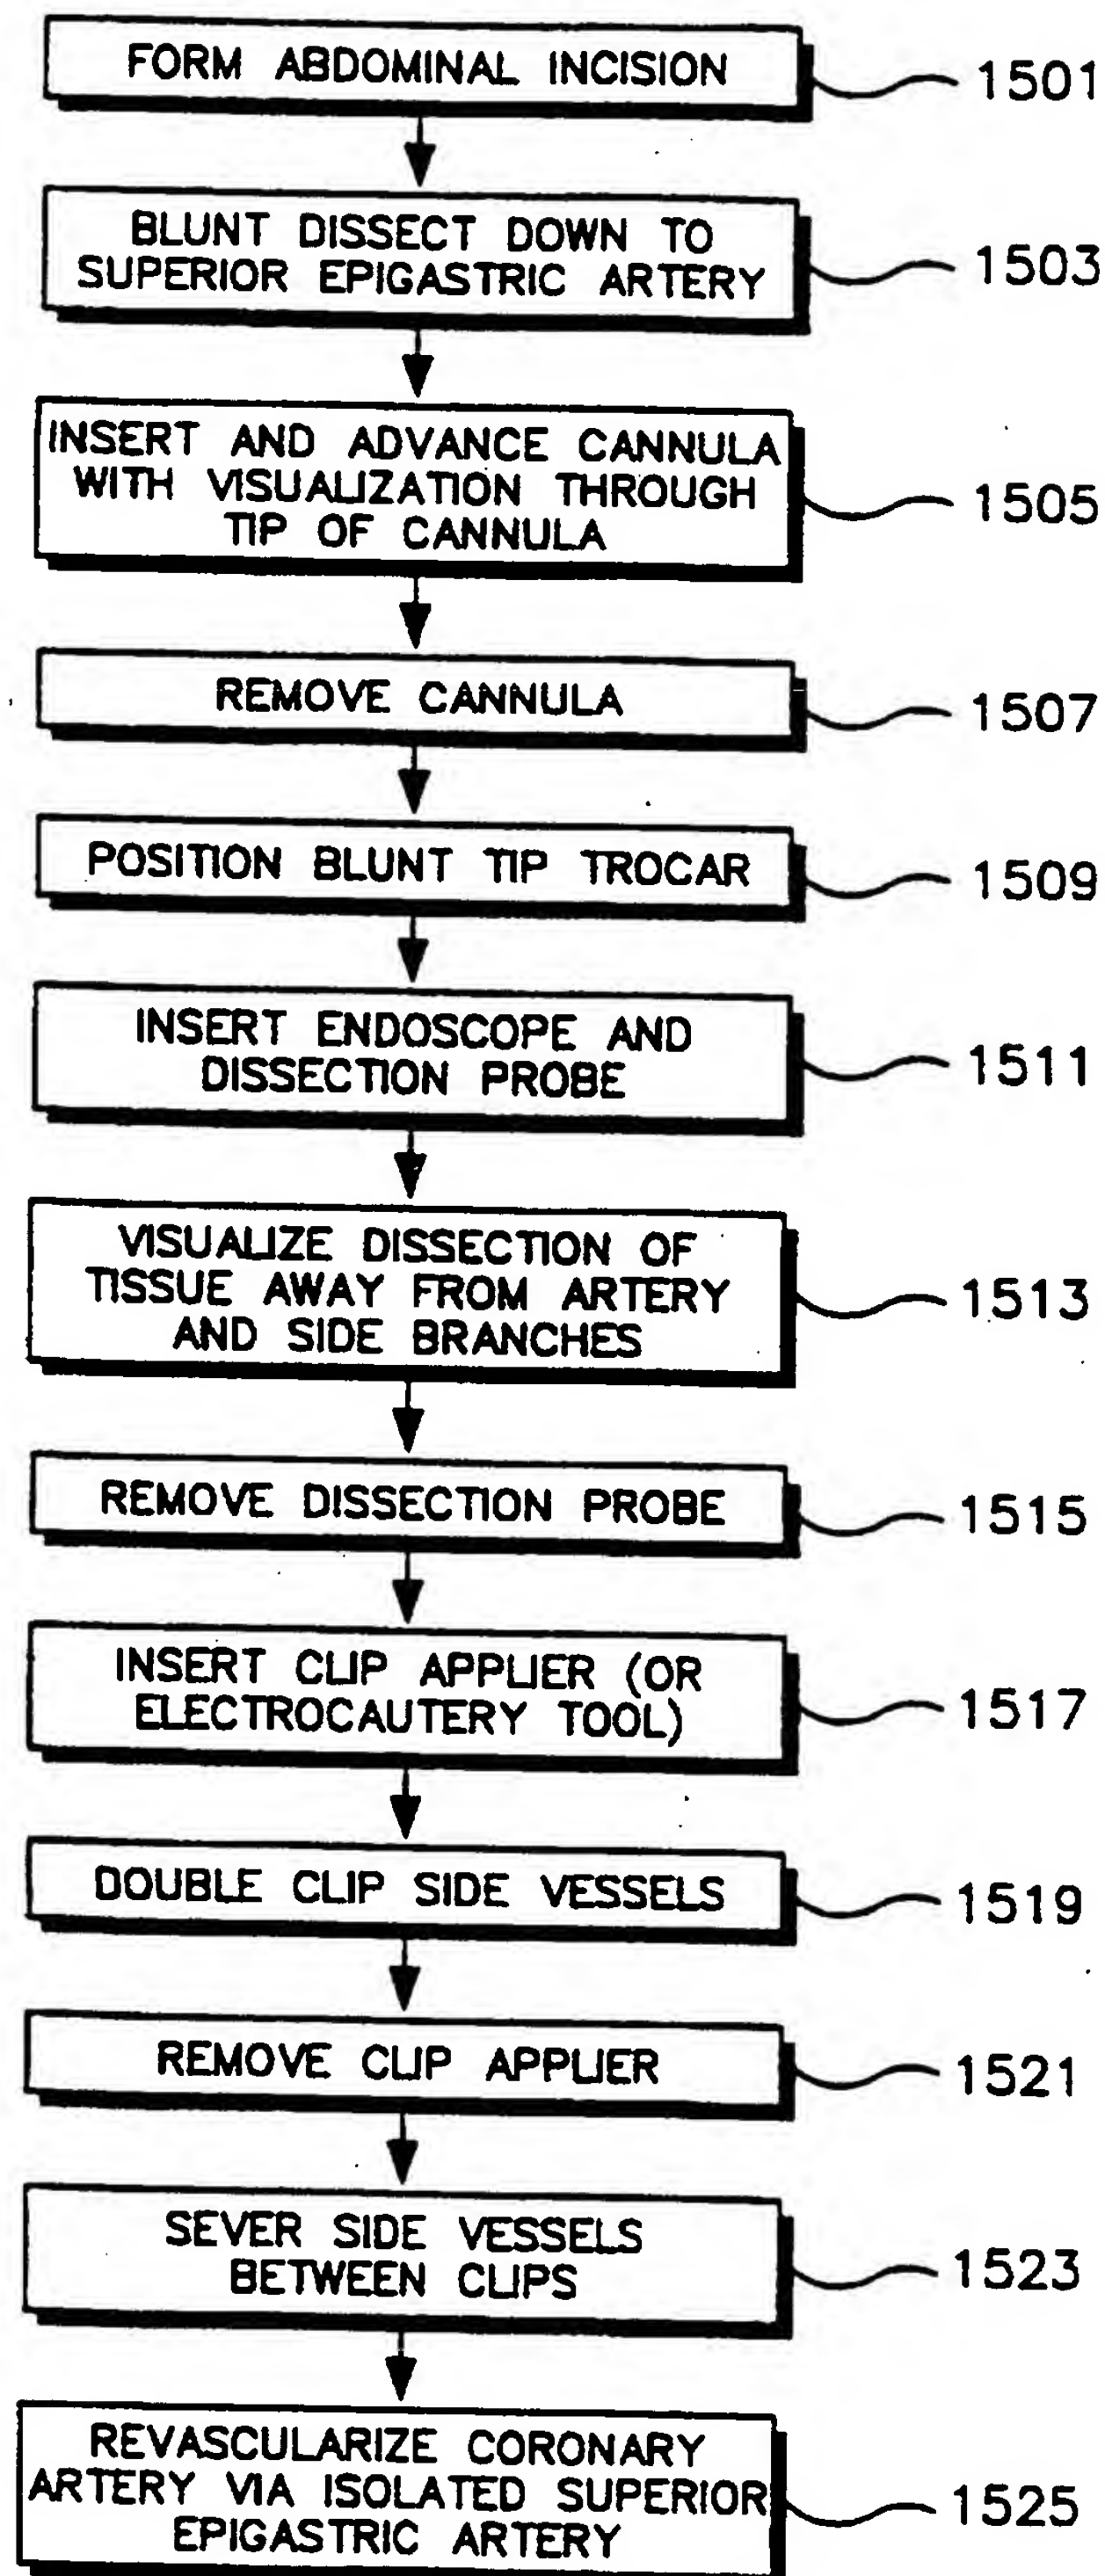 FORM ABDOMINAL INCISION
1501
BLUNT DISSECT DOWN TO
SUPERIOR EPIGASTRIC ARTERY
1503
INSERT AND ADVANCE CANNULA
WITH VISUALIZATION THROUGH
TIP OF CANNULA
1505
REMOVE CANNULA
1507
POSITION BLUNT TIP TROCAR
1509
INSERT ENDOSCOPE AND
DISSECTION PROBE
1511
VISUALIZE DISSECTION OF
TISSUE AWAY FROM ARTERY
AND SIDE BRANCHES
1513
REMOVE DISSECTION PROBE
1515
INSERT CLIP APPLIER (OR
ELECTROCAUTERY TOOL)
1517
DOUBLE CLIP SIDE VESSELS
1519
REMOVE CLIP APPLIER
1521
SEVER SIDE VESSELS
BETWEEN CLIPS
1523
REVASCULARIZE CORONARY
ARTERY VIA ISOLATED SUPERIOR
EPIGASTRIC ARTERY
1525